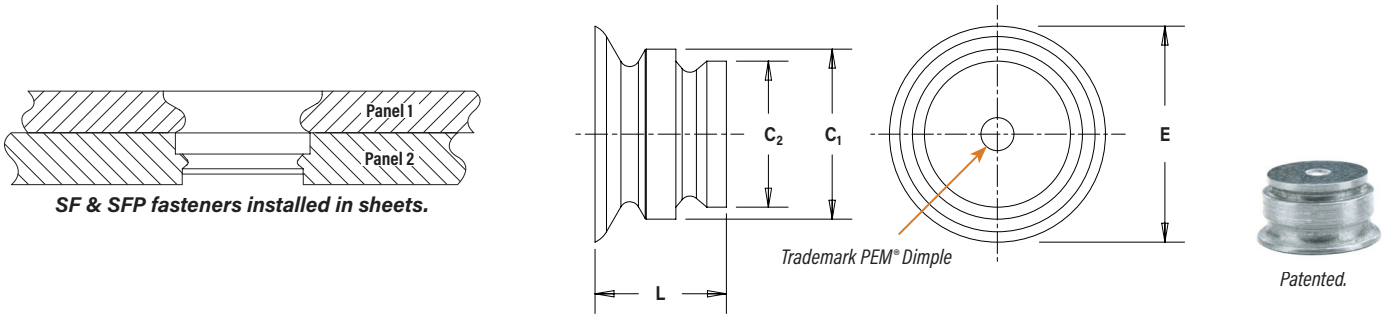 Panel 1
Panel 2
SF & SFP fasteners installed in sheets.
C₂
C₁
E
L
Trademark PEM® Dimple
Patented.